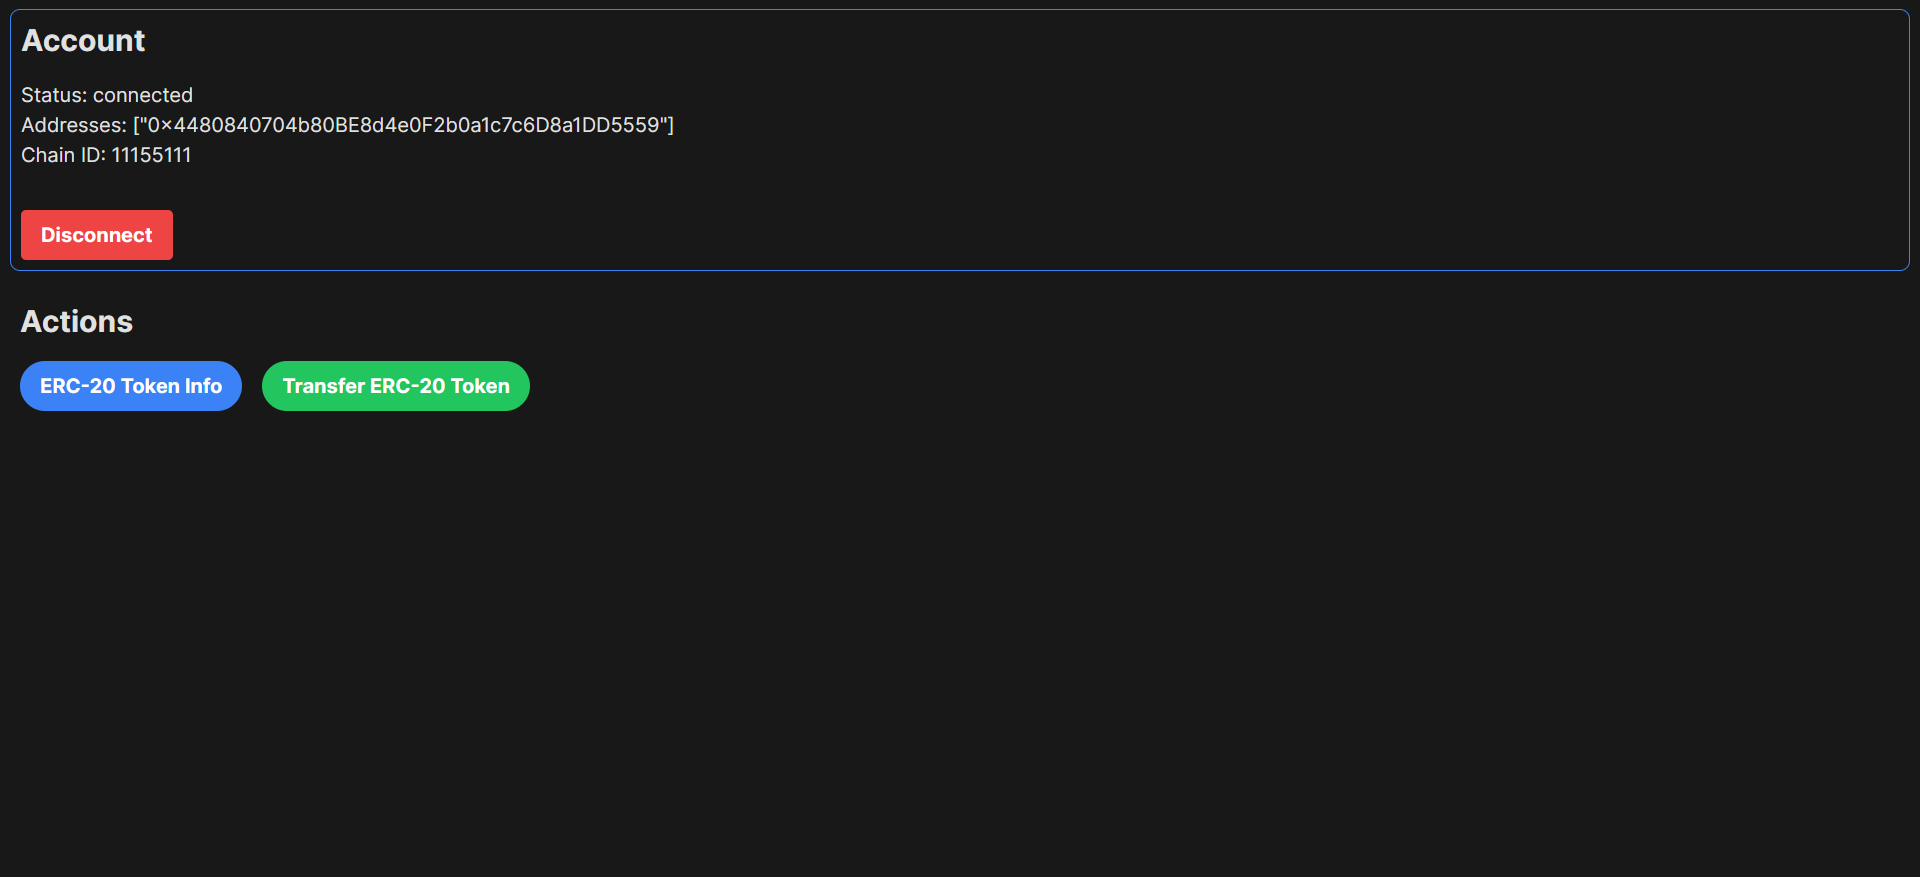 Account
Status: connected
Addresses: ["0x4480840704b80BE8d4e0F2b0a1c7c6D8a1DD5559"]
Chain ID: 11155111
Disconnect
Actions
ERC-20 Token Info
Transfer ERC-20 Token